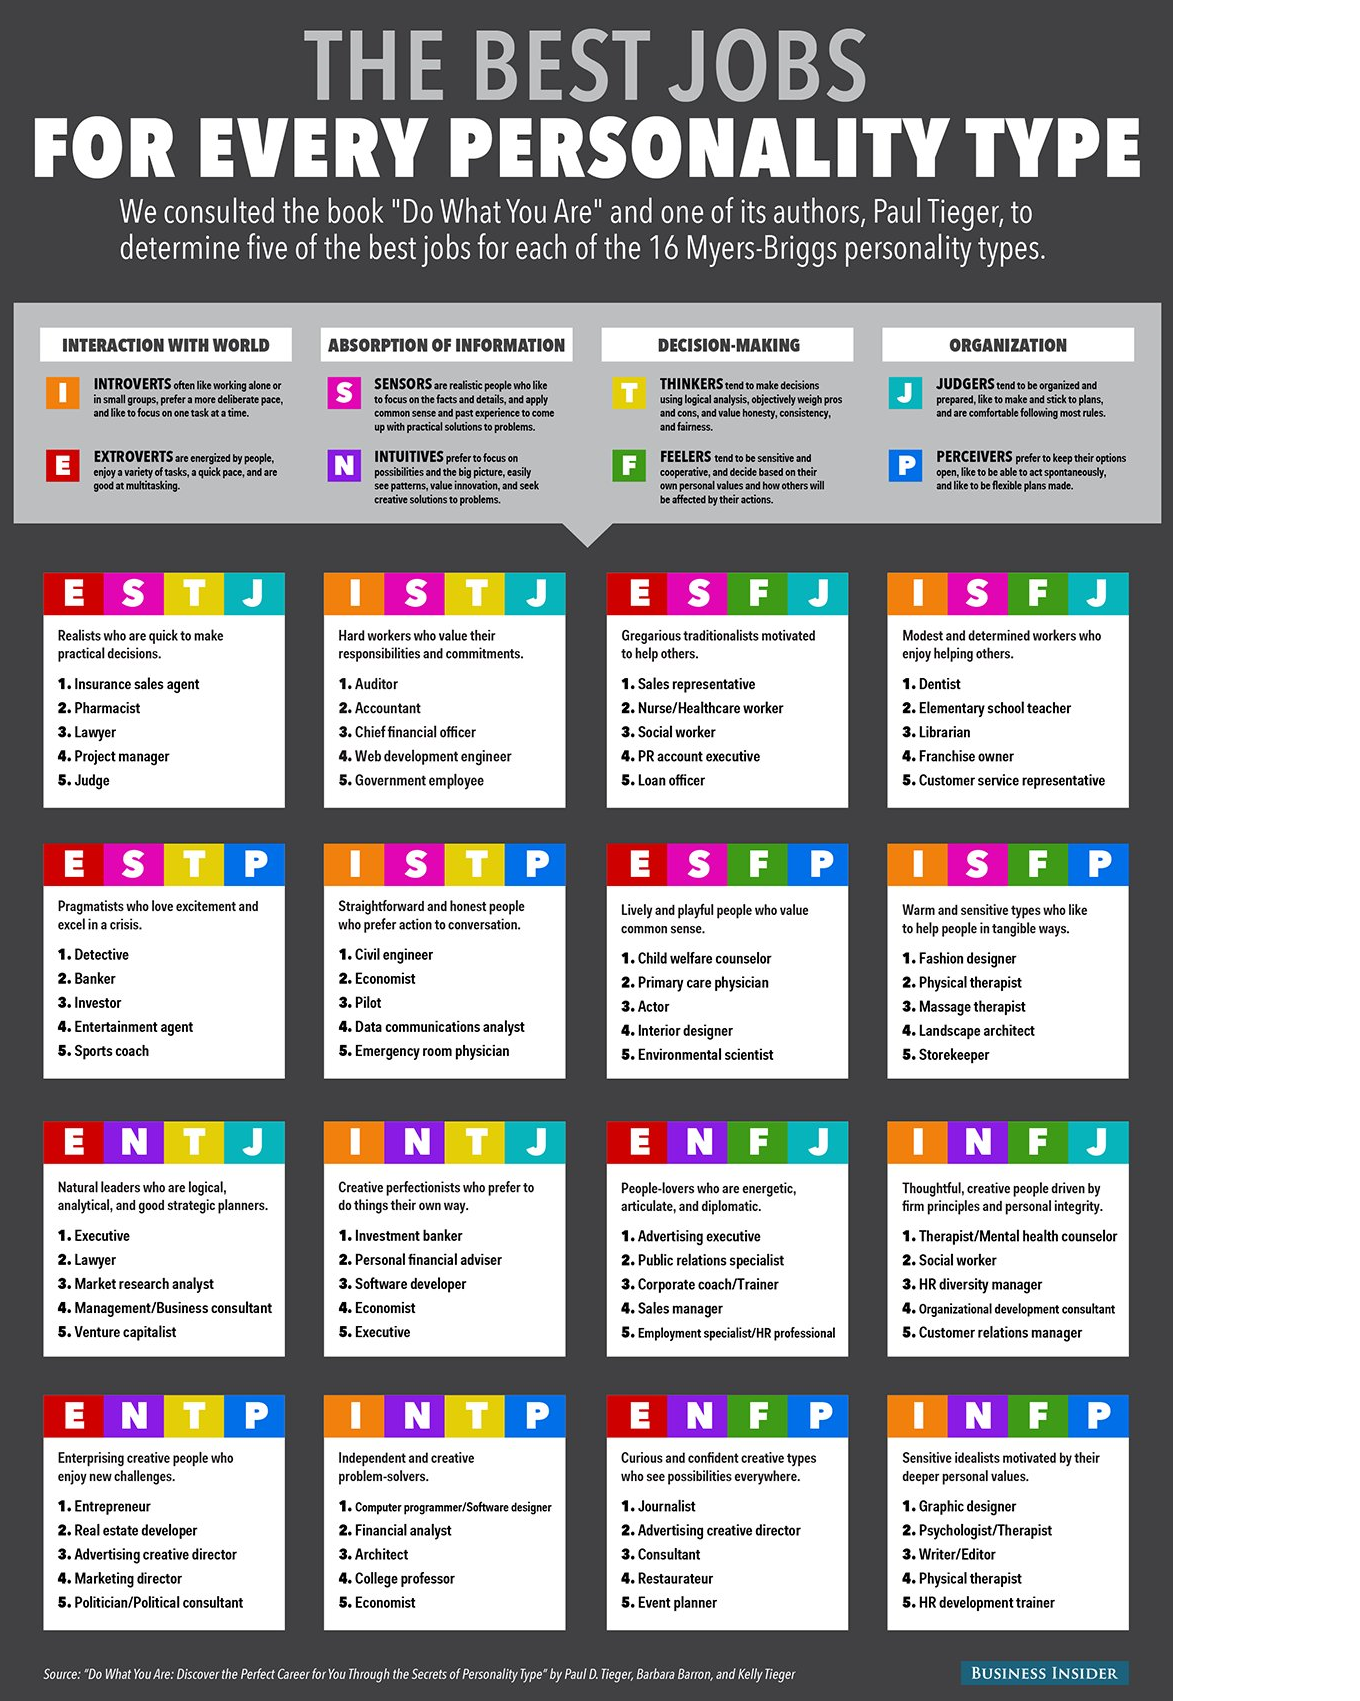 THE BEST JOBS
FOR EVERY PERSONALITY TYPE
We consulted the book "Do What You Are" and one of its authors, Paul Tieger, to
determine five of the best jobs for each of the 16 Myers-Briggs personality types.
INTERACTION WITH WORLD
I
INTROVERTS often like working alone or
in small groups, prefer a more deliberate pace,
and like to focus on one task at a time.
E
EXTROVERTS are energized by people,
enjoy a variety of tasks, a quick pace, and are
good at multitasking.
ABSORPTION OF INFORMATION
S
SENSORS are realistic people who like
to focus on the facts and details, and apply
common sense and past experience to come
up with practical solutions to problems.
N
INTUITIVES prefer to focus on
possibilities and the big picture, easily
see patterns, value innovation, and seek
creative solutions to problems.
DECISION-MAKING
T
THINKERS tend to make decisions
using logical analysis, objectively weigh pros
and cons, and value honesty, consistency,
and fairness.
F
FEELERS tend to be sensitive and
cooperative, and decide based on their
own personal values and how others will
be affected by their actions.
ORGANIZATION
J
JUDGERS tend to be organized and
prepared, like to make and stick to plans,
and are comfortable following most rules.
P
PERCEIVERS prefer to keep their options
open, like to be able to act spontaneously,
and like to be flexible plans made.
E S T J
Realists who are quick to make
practical decisions.
1. Insurance sales agent
2. Pharmacist
3. Lawyer
4. Project manager
5. Judge
I S T J
Hard workers who value their
responsibilities and commitments.
1. Auditor
2. Accountant
3. Chief financial officer
4. Web development engineer
5. Government employee
E S F J
Gregarious traditionalists motivated
to help others.
1. Sales representative
2. Nurse/Healthcare worker
3. Social worker
4. PR account executive
5. Loan officer
I S F J
Modest and determined workers who
enjoy helping others.
1. Dentist
2. Elementary school teacher
3. Librarian
4. Franchise owner
5. Customer service representative
E S T P
Pragmatists who love excitement and
excel in a crisis.
1. Detective
2. Banker
3. Investor
4. Entertainment agent
5. Sports coach
I S T P
Straightforward and honest people
who prefer action to conversation.
1. Civil engineer
2. Economist
3. Pilot
4. Data communications analyst
5. Emergency room physician
E S F P
Lively and playful people who value
common sense.
1. Child welfare counselor
2. Primary care physician
3. Actor
4. Interior designer
5. Environmental scientist
I S F P
Warm and sensitive types who like
to help people in tangible ways.
1. Fashion designer
2. Physical therapist
3. Massage therapist
4. Landscape architect
5. Storekeeper
E N T J
Natural leaders who are logical,
analytical, and good strategic planners.
1. Executive
2. Lawyer
3. Market research analyst
4. Management/Business consultant
5. Venture capitalist
I N T J
Creative perfectionists who prefer to
do things their own way.
1. Investment banker
2. Personal financial adviser
3. Software developer
4. Economist
5. Executive
E N F J
People-lovers who are energetic,
articulate, and diplomatic.
1. Advertising executive
2. Public relations specialist
3. Corporate coach/Trainer
4. Sales manager
5. Employment specialist/HR professional
I N F J
Thoughtful, creative people driven by
firm principles and personal integrity.
1. Therapist/Mental health counselor
2. Social worker
3. HR diversity manager
4. Organizational development consultant
5. Customer relations manager
E N T P
Enterprising creative people who
enjoy new challenges.
1. Entrepreneur
2. Real estate developer
3. Advertising creative director
4. Marketing director
5. Politician/Political consultant
I N T P
Independent and creative
problem-solvers.
1. Computer programmer/Software designer
2. Financial analyst
3. Architect
4. College professor
5. Economist
E N F P
Curious and confident creative types
who see possibilities everywhere.
1. Journalist
2. Advertising creative director
3. Consultant
4. Restaurateur
5. Event planner
I N F P
Sensitive idealists motivated by their
deeper personal values.
1. Graphic designer
2. Psychologist/Therapist
3. Writer/Editor
4. Physical therapist
5. HR development trainer
Source: "Do What You Are: Discover the Perfect Career for You Through the Secrets of Personality Type" by Paul D. Tieger, Barbara Barron, and Kelly Tieger
BUSINESS INSIDER